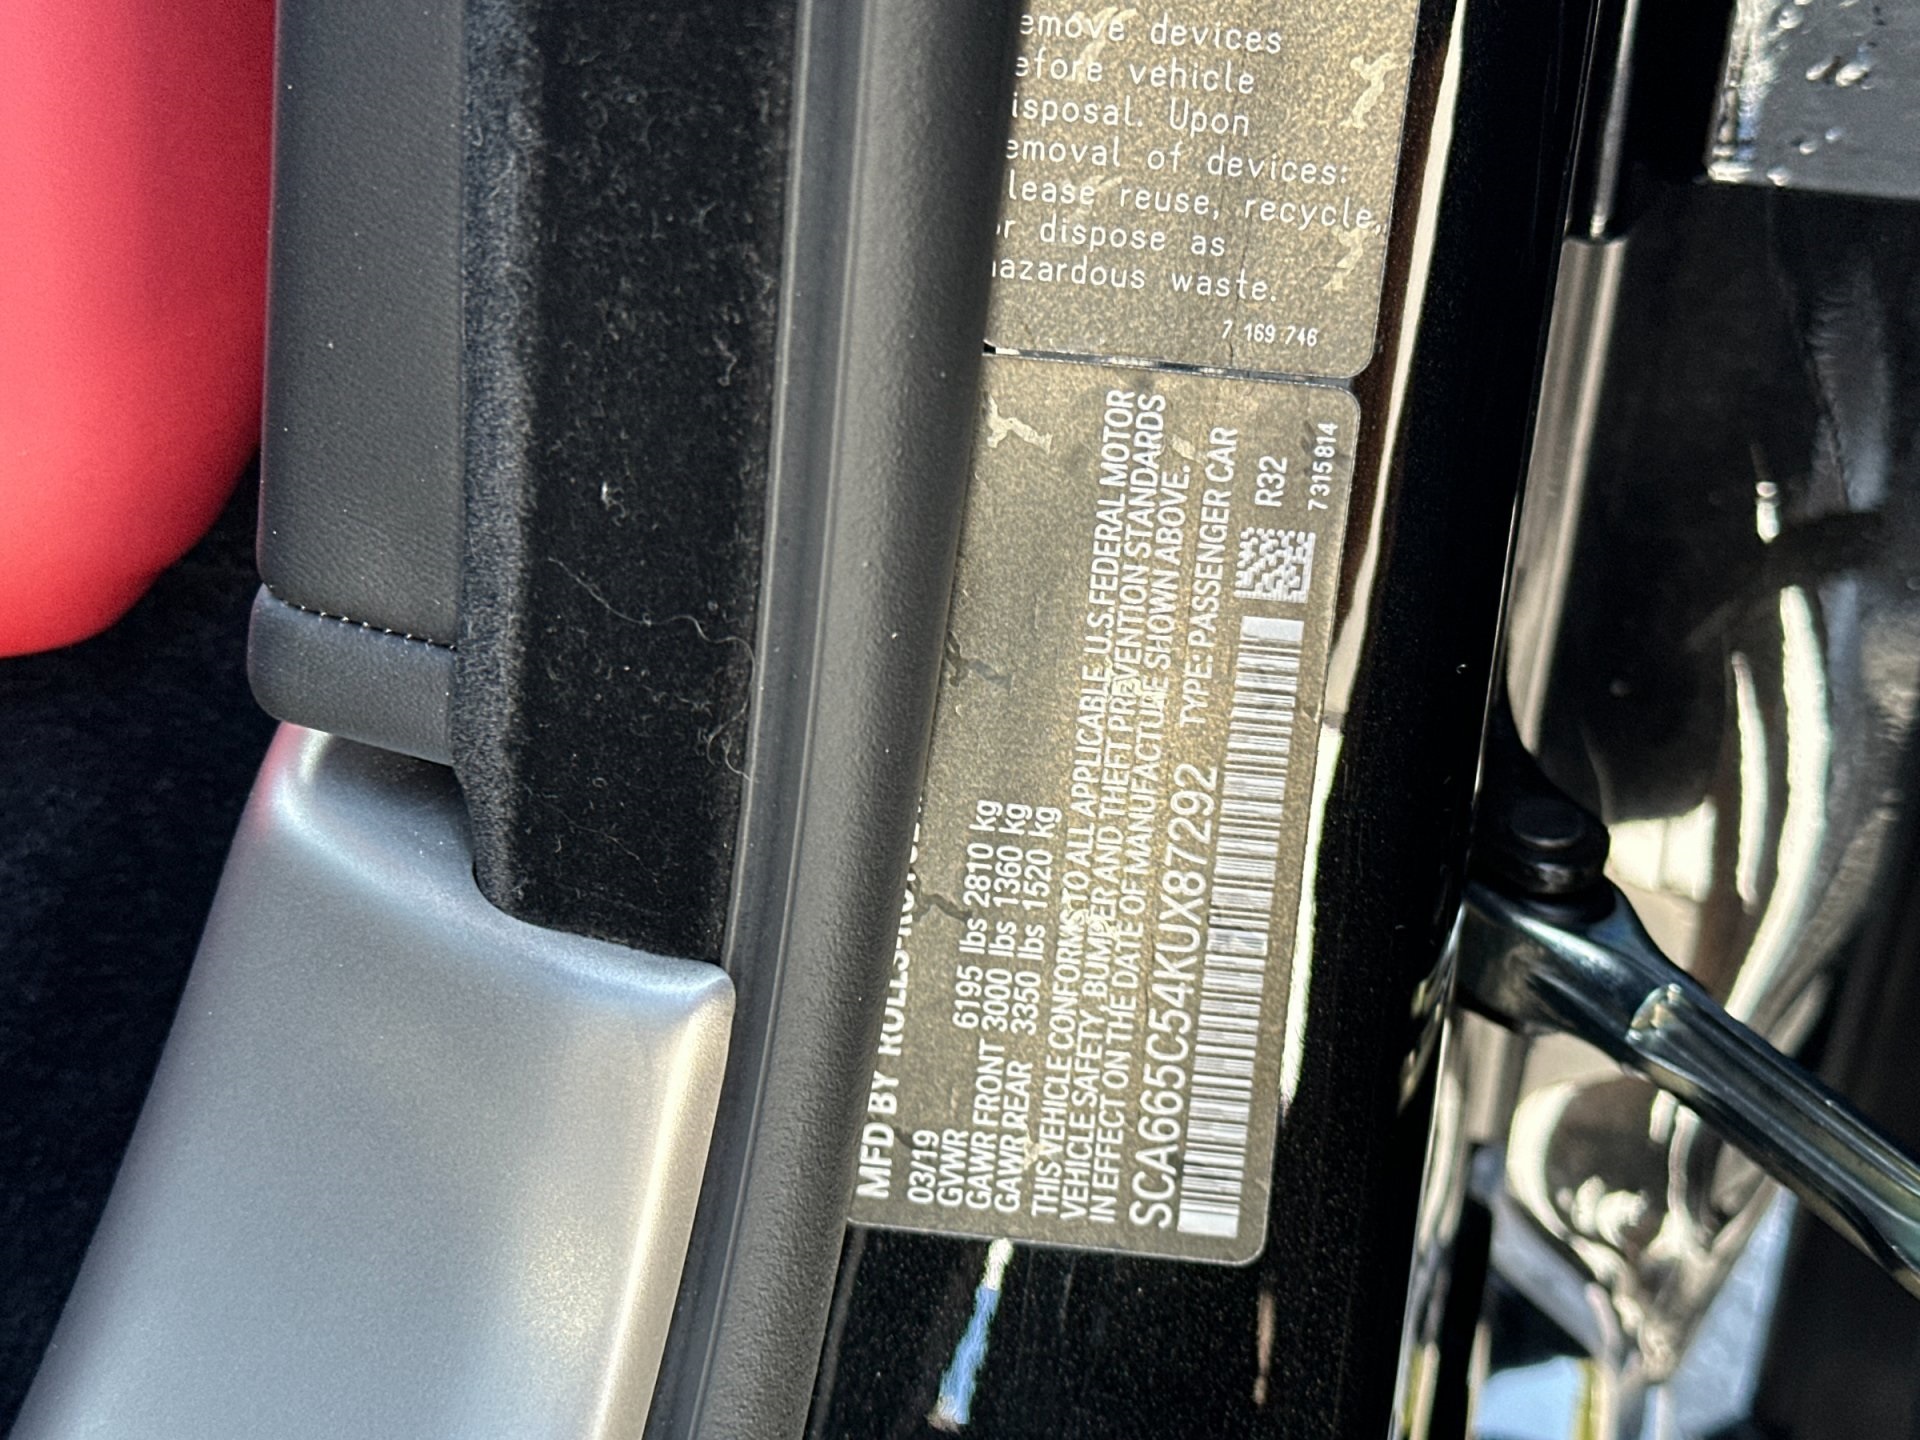 emove devices
efore vehicle
isposal. Upon
emoval of devices:
lease reuse, recycle,
r dispose as
azardous waste.
7 169 746
MFD BY ROLLS-RO
03/19
GVWR 6195 lbs 2810 kg
GAWR FRONT 3000 lbs 1360 kg
GAWR REAR 3350 lbs 1520 kg
THIS VEHICLE CONFORMS TO ALL APPLICABLE U.S.FEDERAL MOTOR
VEHICLE SAFETY, BUMPER AND THEFT PREVENTION STANDARDS
IN EFFECT ON THE DATE OF MANUFACTURE SHOWN ABOVE.
SCA665C54KUX87292 TYPE: PASSENGER CAR
R32
7315814